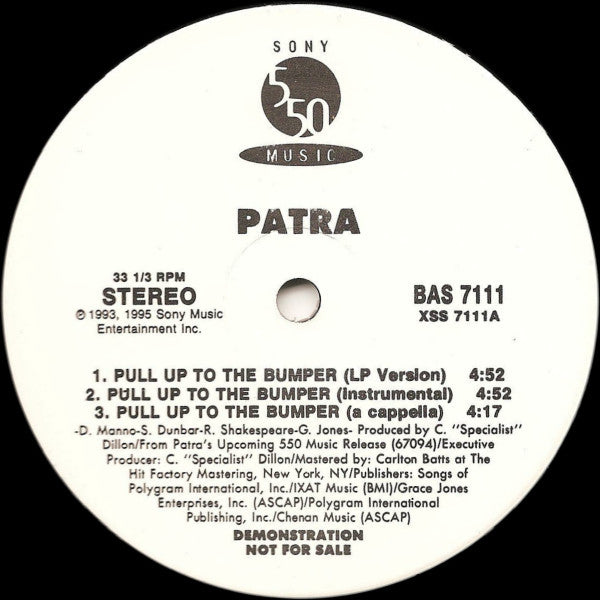 SONY
550
MUSIC
PATRA
33 1/3 RPM
STEREO
℗ 1993, 1995 Sony Music
Entertainment Inc.
BAS 7111
XSS 7111A
1. PULL UP TO THE BUMPER (LP Version) 4:52
2. PULL UP TO THE BUMPER (Instrumental) 4:52
3. PULL UP TO THE BUMPER (a cappella) 4:17
-D. Manno-S. Dunbar-R. Shakespeare-G. Jones- Produced by C. "Specialist"
Dillon/From Patra's Upcoming 550 Music Release (67094)/Executive
Producer: C. "Specialist" Dillon/Mastered by: Carlton Batts at The
Hit Factory Mastering, New York, NY/Publishers: Songs of
Polygram International, Inc./IXAT Music (BMI)/Grace Jones
Enterprises, Inc. (ASCAP)/Polygram International
Publishing, Inc./Chenan Music (ASCAP)
DEMONSTRATION
NOT FOR SALE